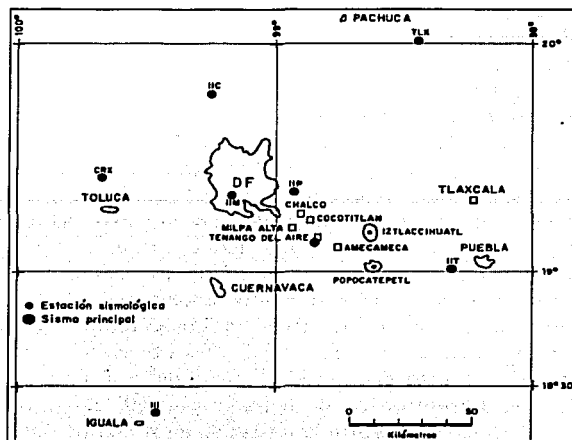 100° 99° 98°
PACHUCA
TLX
20°
IIC
CRX
DF
IIM
IIP
TOLUCA
CHALCO
COCOTITLAN
TLAXCALA
MILPA ALTA
TENANGO DEL AIRE
IZTLACCIHUATL
AMECAMECA
PUEBLA
IIT
19°
POPOCATEPETL
CUERNAVACA
Estación sismológica
Sismo principal
18°30
III
IGUALA
0 50
Kilómetros